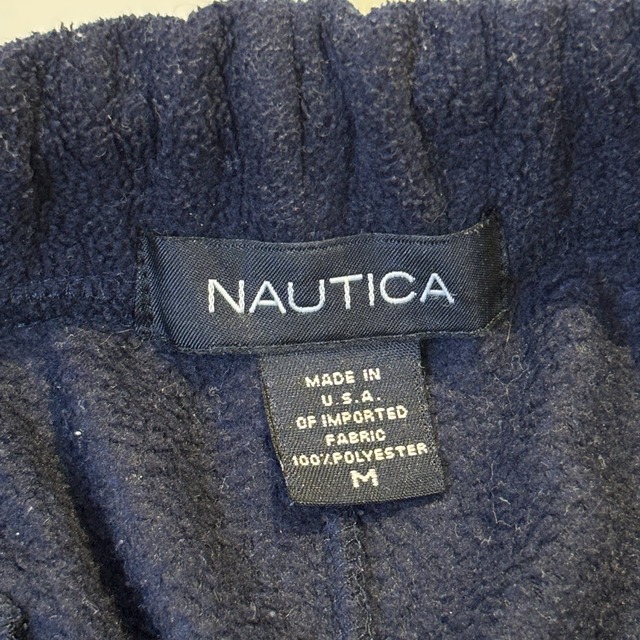 NAUTICA
MADE IN
U.S.A.
OF IMPORTED
FABRIC
100%POLYESTER
M